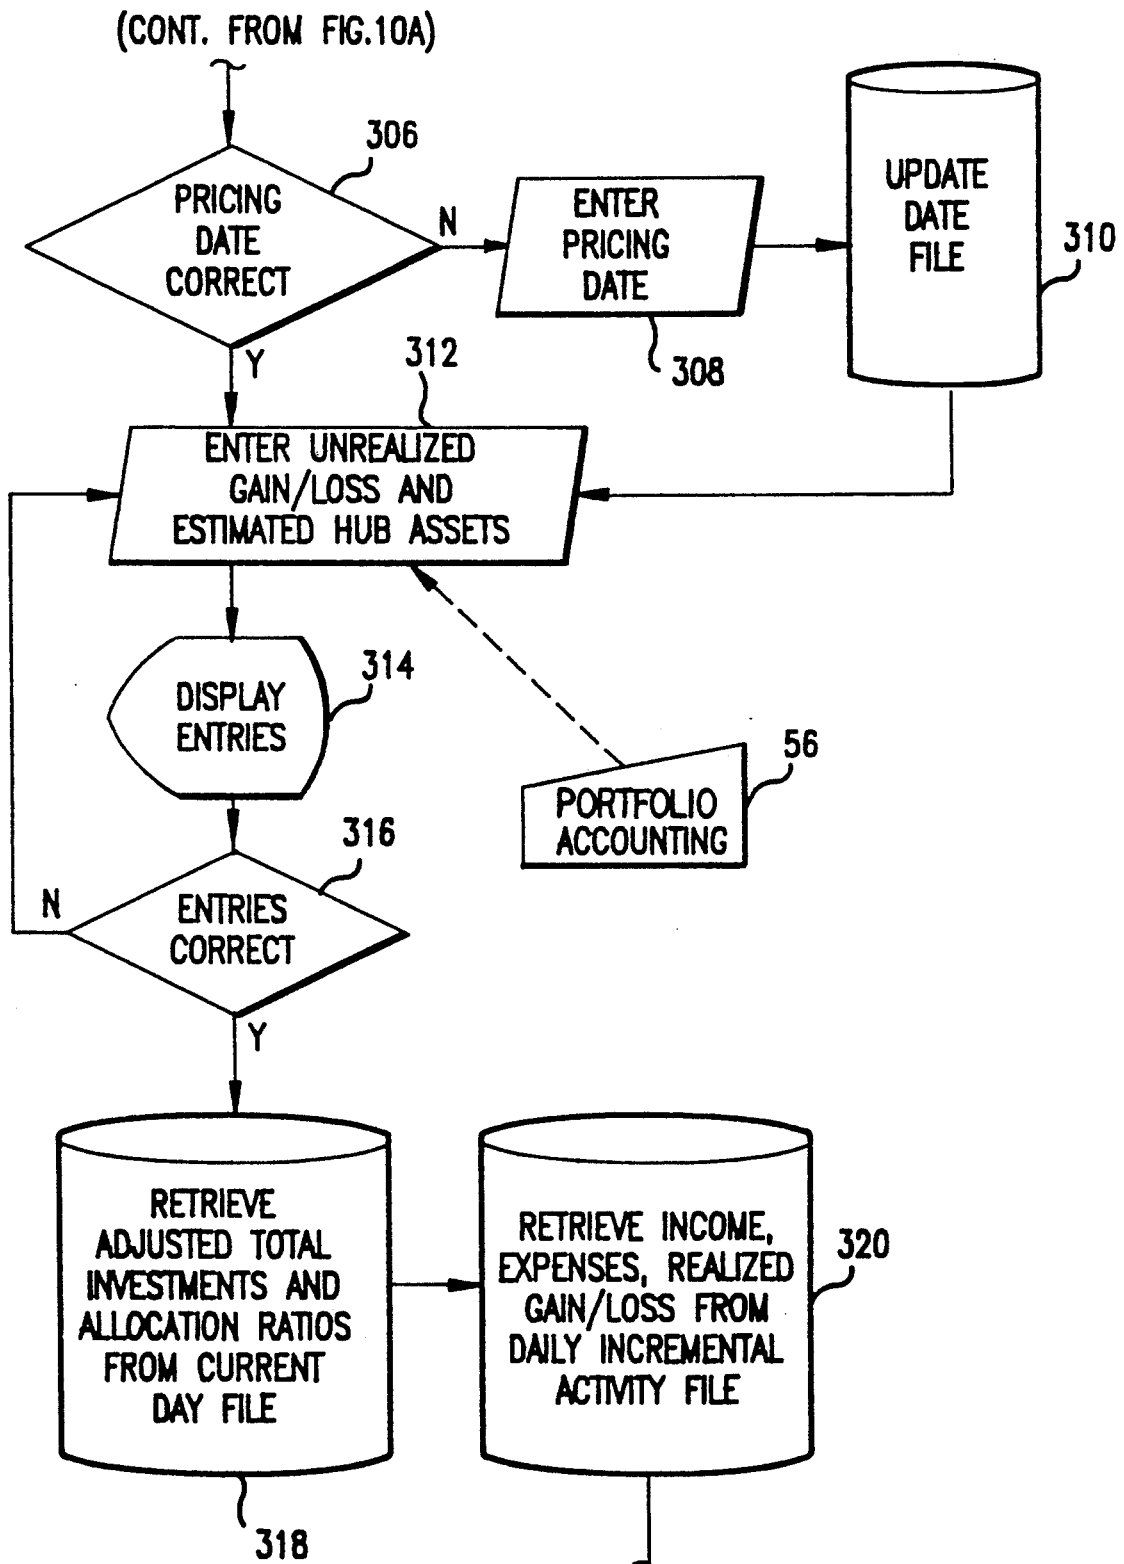 (CONT. FROM FIG.10A)
306
PRICING
DATE
CORRECT
N
Y
ENTER
PRICING
DATE
308
UPDATE
DATE
FILE
310
312
ENTER UNREALIZED
GAIN/LOSS AND
ESTIMATED HUB ASSETS
DISPLAY
ENTRIES
314
PORTFOLIO
ACCOUNTING
56
316
ENTRIES
CORRECT
N
Y
RETRIEVE
ADJUSTED TOTAL
INVESTMENTS AND
ALLOCATION RATIOS
FROM CURRENT
DAY FILE
318
RETRIEVE INCOME,
EXPENSES, REALIZED
GAIN/LOSS FROM
DAILY INCREMENTAL
ACTIVITY FILE
320